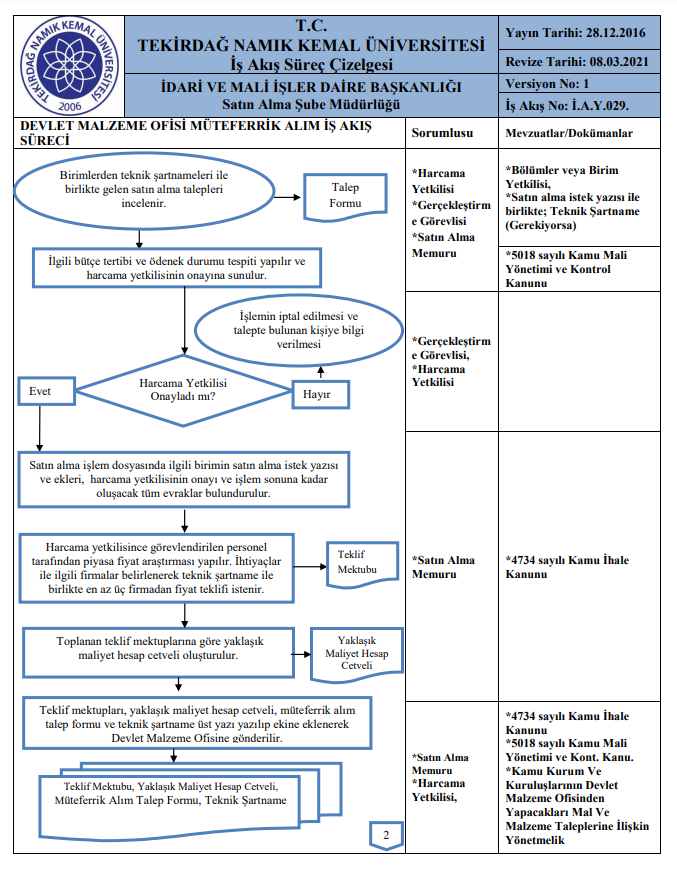 TEKİRDAĞ NAMIK KEMAL ÜNİVERSİTESİ
2006
T.C.
TEKİRDAĞ NAMIK KEMAL ÜNİVERSİTESİ
İş Akış Süreç Çizelgesi
İDARİ VE MALİ İŞLER DAİRE BAŞKANLIĞI
Satın Alma Şube Müdürlüğü
Yayın Tarihi: 28.12.2016
Revize Tarihi: 08.03.2021
Versiyon No: 1
İş Akış No: İ.A.Y.029.
DEVLET MALZEME OFİSİ MÜTEFERRİK ALIM İŞ AKIŞ
SÜRECİ
Sorumlusu
Mevzuatlar/Dokümanlar
Birimlerden teknik şartnameleri ile
birlikte gelen satın alma talepleri
incelenir.
Talep
Formu
*Harcama
Yetkilisi
*Gerçekleştirm
e Görevlisi
*Satın Alma
Memuru
*Bölümler veya Birim
Yetkilisi,
*Satın alma istek yazısı ile
birlikte; Teknik Şartname
(Gerekiyorsa)
İlgili bütçe tertibi ve ödenek durumu tespiti yapılır ve
harcama yetkilisinin onayına sunulur.
*5018 sayılı Kamu Mali
Yönetimi ve Kontrol
Kanunu
İşlemin iptal edilmesi ve
talepte bulunan kişiye bilgi
verilmesi
*Gerçekleştirm
e Görevlisi,
*Harcama
Yetkilisi
Evet
Harcama Yetkilisi
Onayladı mı?
Hayır
Satın alma işlem dosyasında ilgili birimin satın alma istek yazısı
ve ekleri, harcama yetkilisinin onayı ve işlem sonuna kadar
oluşacak tüm evraklar bulundurulur.
Harcama yetkilisince görevlendirilen personel
tarafından piyasa fiyat araştırması yapılır. İhtiyaçlar
ile ilgili firmalar belirlenerek teknik şartname ile
birlikte en az üç firmadan fiyat teklifi istenir.
Teklif
Mektubu
*Satın Alma
Memuru
*4734 sayılı Kamu İhale
Kanunu
Toplanan teklif mektuplarına göre yaklaşık
maliyet hesap cetveli oluşturulur.
Yaklaşık
Maliyet Hesap
Cetveli
Teklif mektupları, yaklaşık maliyet hesap cetveli, müteferrik alım
talep formu ve teknik şartname üst yazı yazılıp ekine eklenerek
Devlet Malzeme Ofisine gönderilir.
Teklif Mektubu, Yaklaşık Maliyet Hesap Cetveli,
Müteferrik Alım Talep Formu, Teknik Şartname
2
*Satın Alma
Memuru
*Harcama
Yetkilisi,
*4734 sayılı Kamu İhale
Kanunu
*5018 sayılı Kamu Mali
Yönetimi ve Kont. Kanu.
*Kamu Kurum Ve
Kuruluşlarının Devlet
Malzeme Ofisinden
Yapacakları Mal Ve
Malzeme Taleplerine İlişkin
Yönetmelik